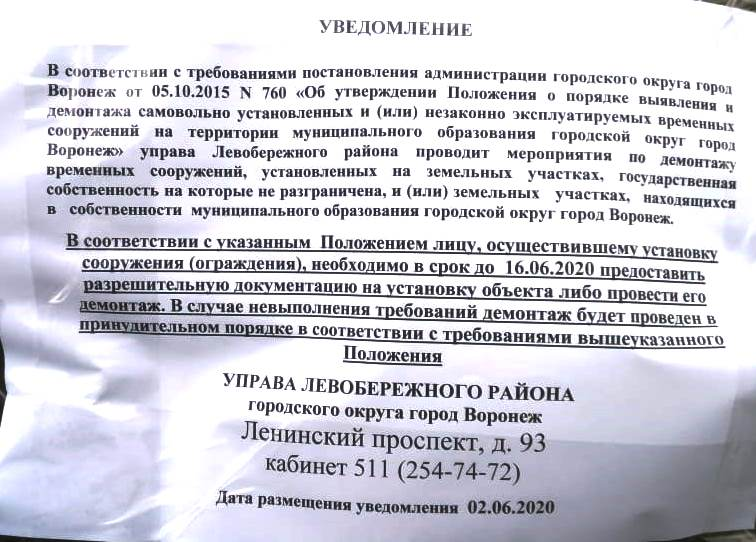 УВЕДОМЛЕНИЕ
В соответствии с требованиями постановления администрации городского округа город
Воронеж от 05.10.2015 N 760 «Об утверждении Положения о порядке выявления и
демонтажа самовольно установленных и (или) незаконно эксплуатируемых временных
сооружений на территории муниципального образования городской округ город
Воронеж» управа Левобережного района проводит мероприятия по демонтажу
временных сооружений, установленных на земельных участках, государственная
собственность на которые не разграничена, и (или) земельных участках, находящихся
в собственности муниципального образования городской округ город Воронеж.
В соответствии с указанным Положением лицу, осуществившему установку
сооружения (ограждения), необходимо в срок до 16.06.2020 предоставить
разрешительную документацию на установку объекта либо провести его
демонтаж. В случае невыполнения требований демонтаж будет проведен в
принудительном порядке в соответствии с требованиями вышеуказанного
Положения
УПРАВА ЛЕВОБЕРЕЖНОГО РАЙОНА
городского округа город Воронеж
Ленинский проспект, д. 93
кабинет 511 (254-74-72)
Дата размещения уведомления 02.06.2020